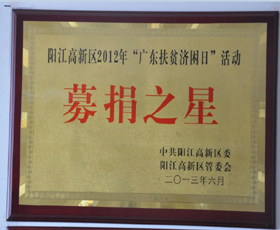 阳江高新区2012年“广东扶贫济困日”活动
募捐之星
中共阳江高新区委
阳江高新区管委会
二〇一三年六月